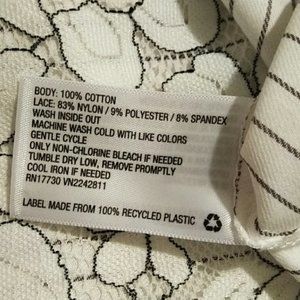 BODY: 100% COTTON
LACE: 83% NYLON / 9% POLYESTER / 8% SPANDEX
WASH INSIDE OUT
MACHINE WASH COLD WITH LIKE COLORS
GENTLE CYCLE
ONLY NON-CHLORINE BLEACH IF NEEDED
TUMBLE DRY LOW, REMOVE PROMPTLY
COOL IRON IF NEEDED
RN17730 VN2242811
LABEL MADE FROM 100% RECYCLED PLASTIC